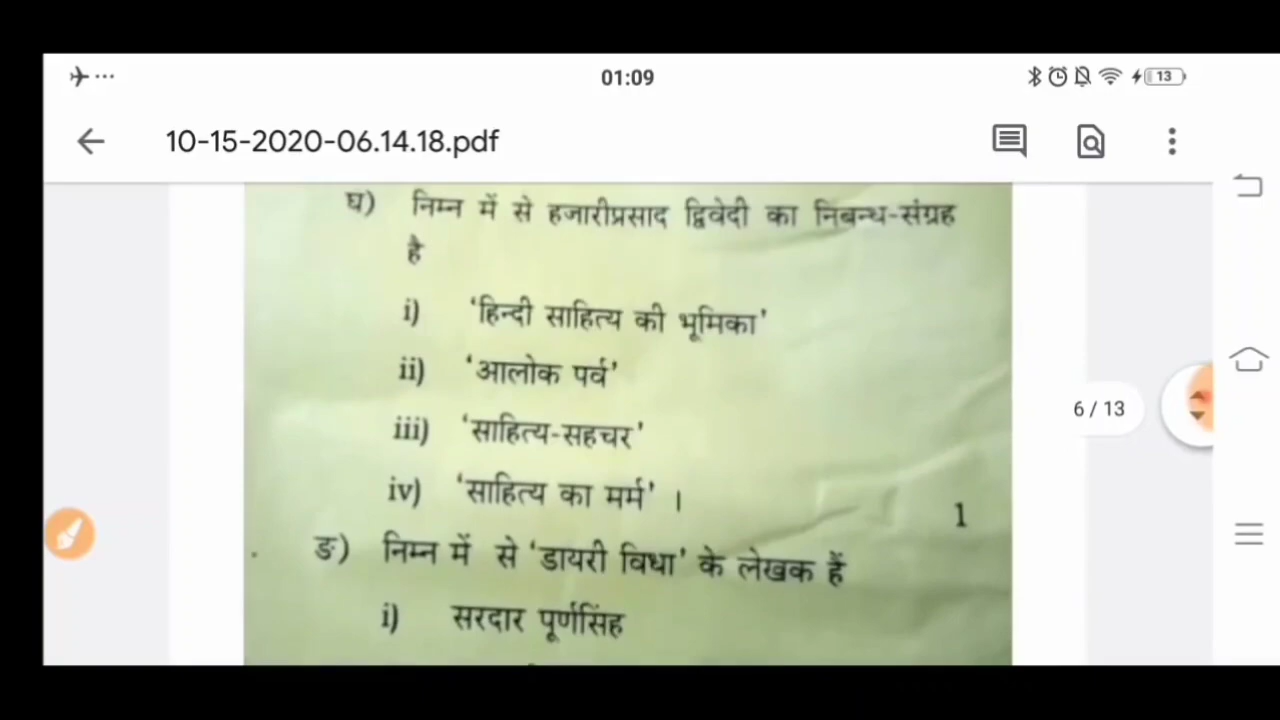 01:09
13
10-15-2020-06.14.18.pdf
घ) निम्न में से हजारीप्रसाद द्विवेदी का निबन्ध-संग्रह
है
i) 'हिन्दी साहित्य की भूमिका'
ii) 'आलोक पर्व'
6 / 13
iii) 'साहित्य-सहचर'
iv) 'साहित्य का मर्म' ।
1
ङ) निम्न में से 'डायरी विधा' के लेखक हैं
i) सरदार पूर्णसिंह